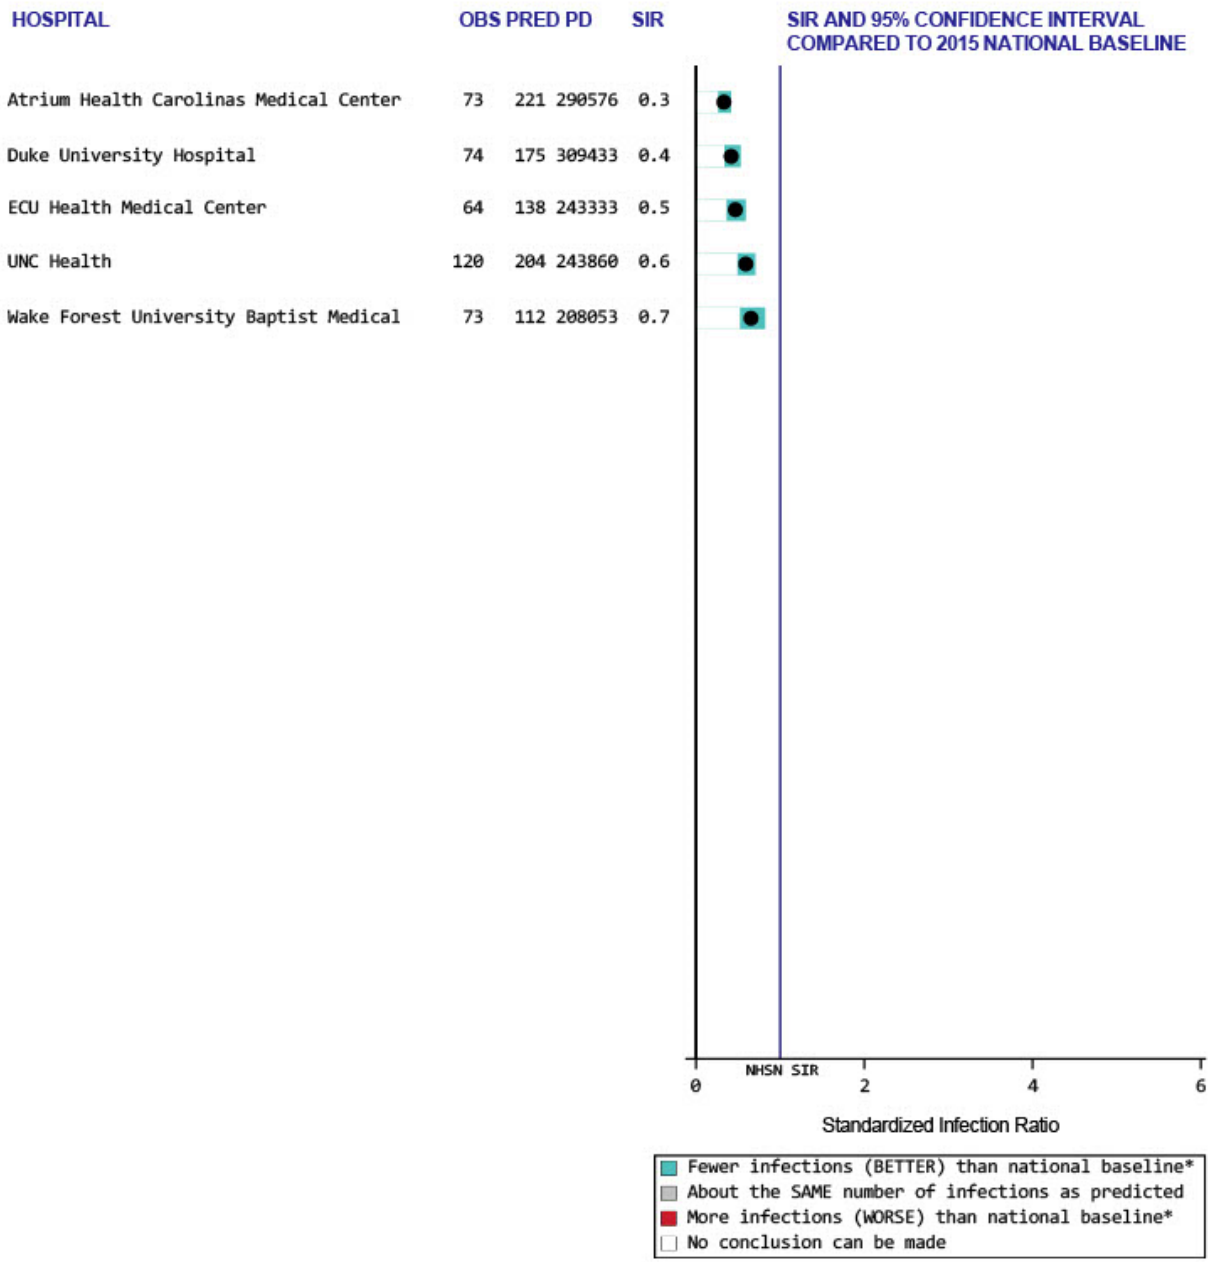 HOSPITAL OBS PRED PD SIR SIR AND 95% CONFIDENCE INTERVAL
COMPARED TO 2015 NATIONAL BASELINE
Atrium Health Carolinas Medical Center 73 221 290576 0.3
Duke University Hospital 74 175 309433 0.4
ECU Health Medical Center 64 138 243333 0.5
UNC Health 120 204 243860 0.6
Wake Forest University Baptist Medical 73 112 208053 0.7
NHSN SIR
0 2 4 6
Standardized Infection Ratio
Fewer infections (BETTER) than national baseline*
About the SAME number of infections as predicted
More infections (WORSE) than national baseline*
No conclusion can be made